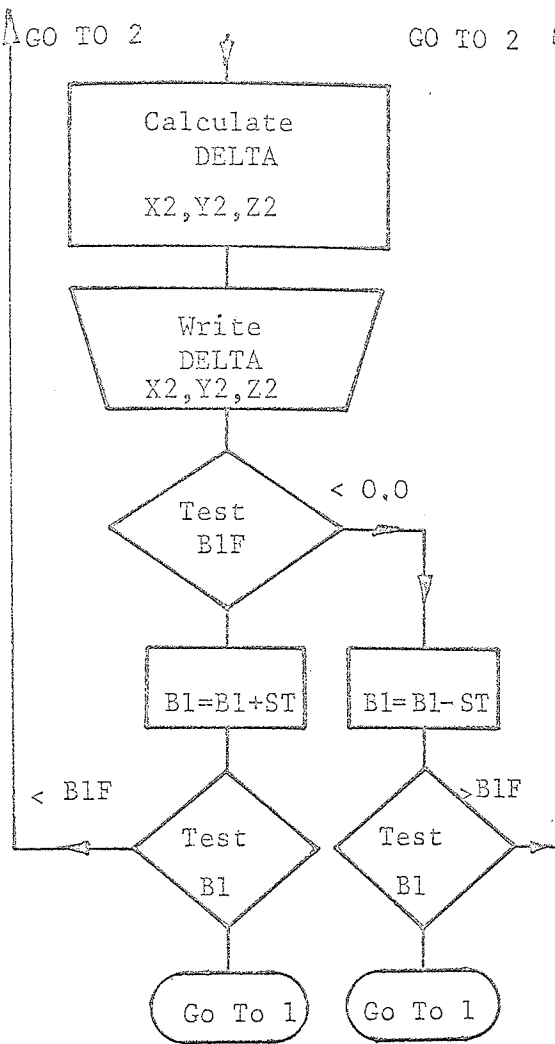 GO TO 2
GO TO 2
Calculate
DELTA
X2,Y2,Z2
Write
DELTA
X2,Y2,Z2
< 0.0
Test
B1F
B1=B1+ST
B1=B1-ST
< B1F
>B1F
Test
B1
Test
B1
Go To 1
Go To 1